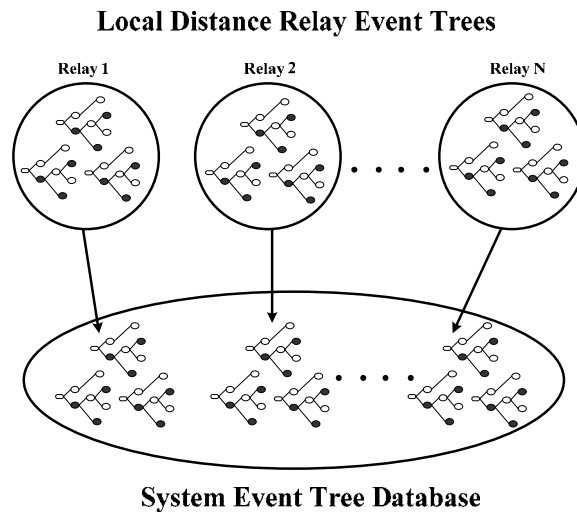 Local Distance Relay Event Trees
Relay 1
Relay 2
Relay N
System Event Tree Database